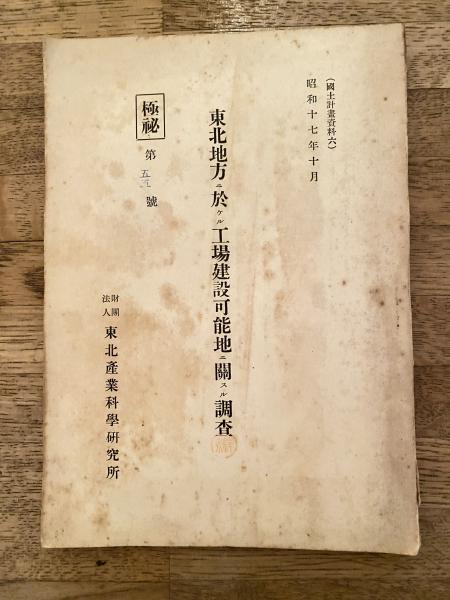 (國土計畫資料六)
昭和十七年十月
東北地方ニ於ケル工場建設可能地ニ關スル調査
極祕
第 號
財團法人 東北產業科學硏究所